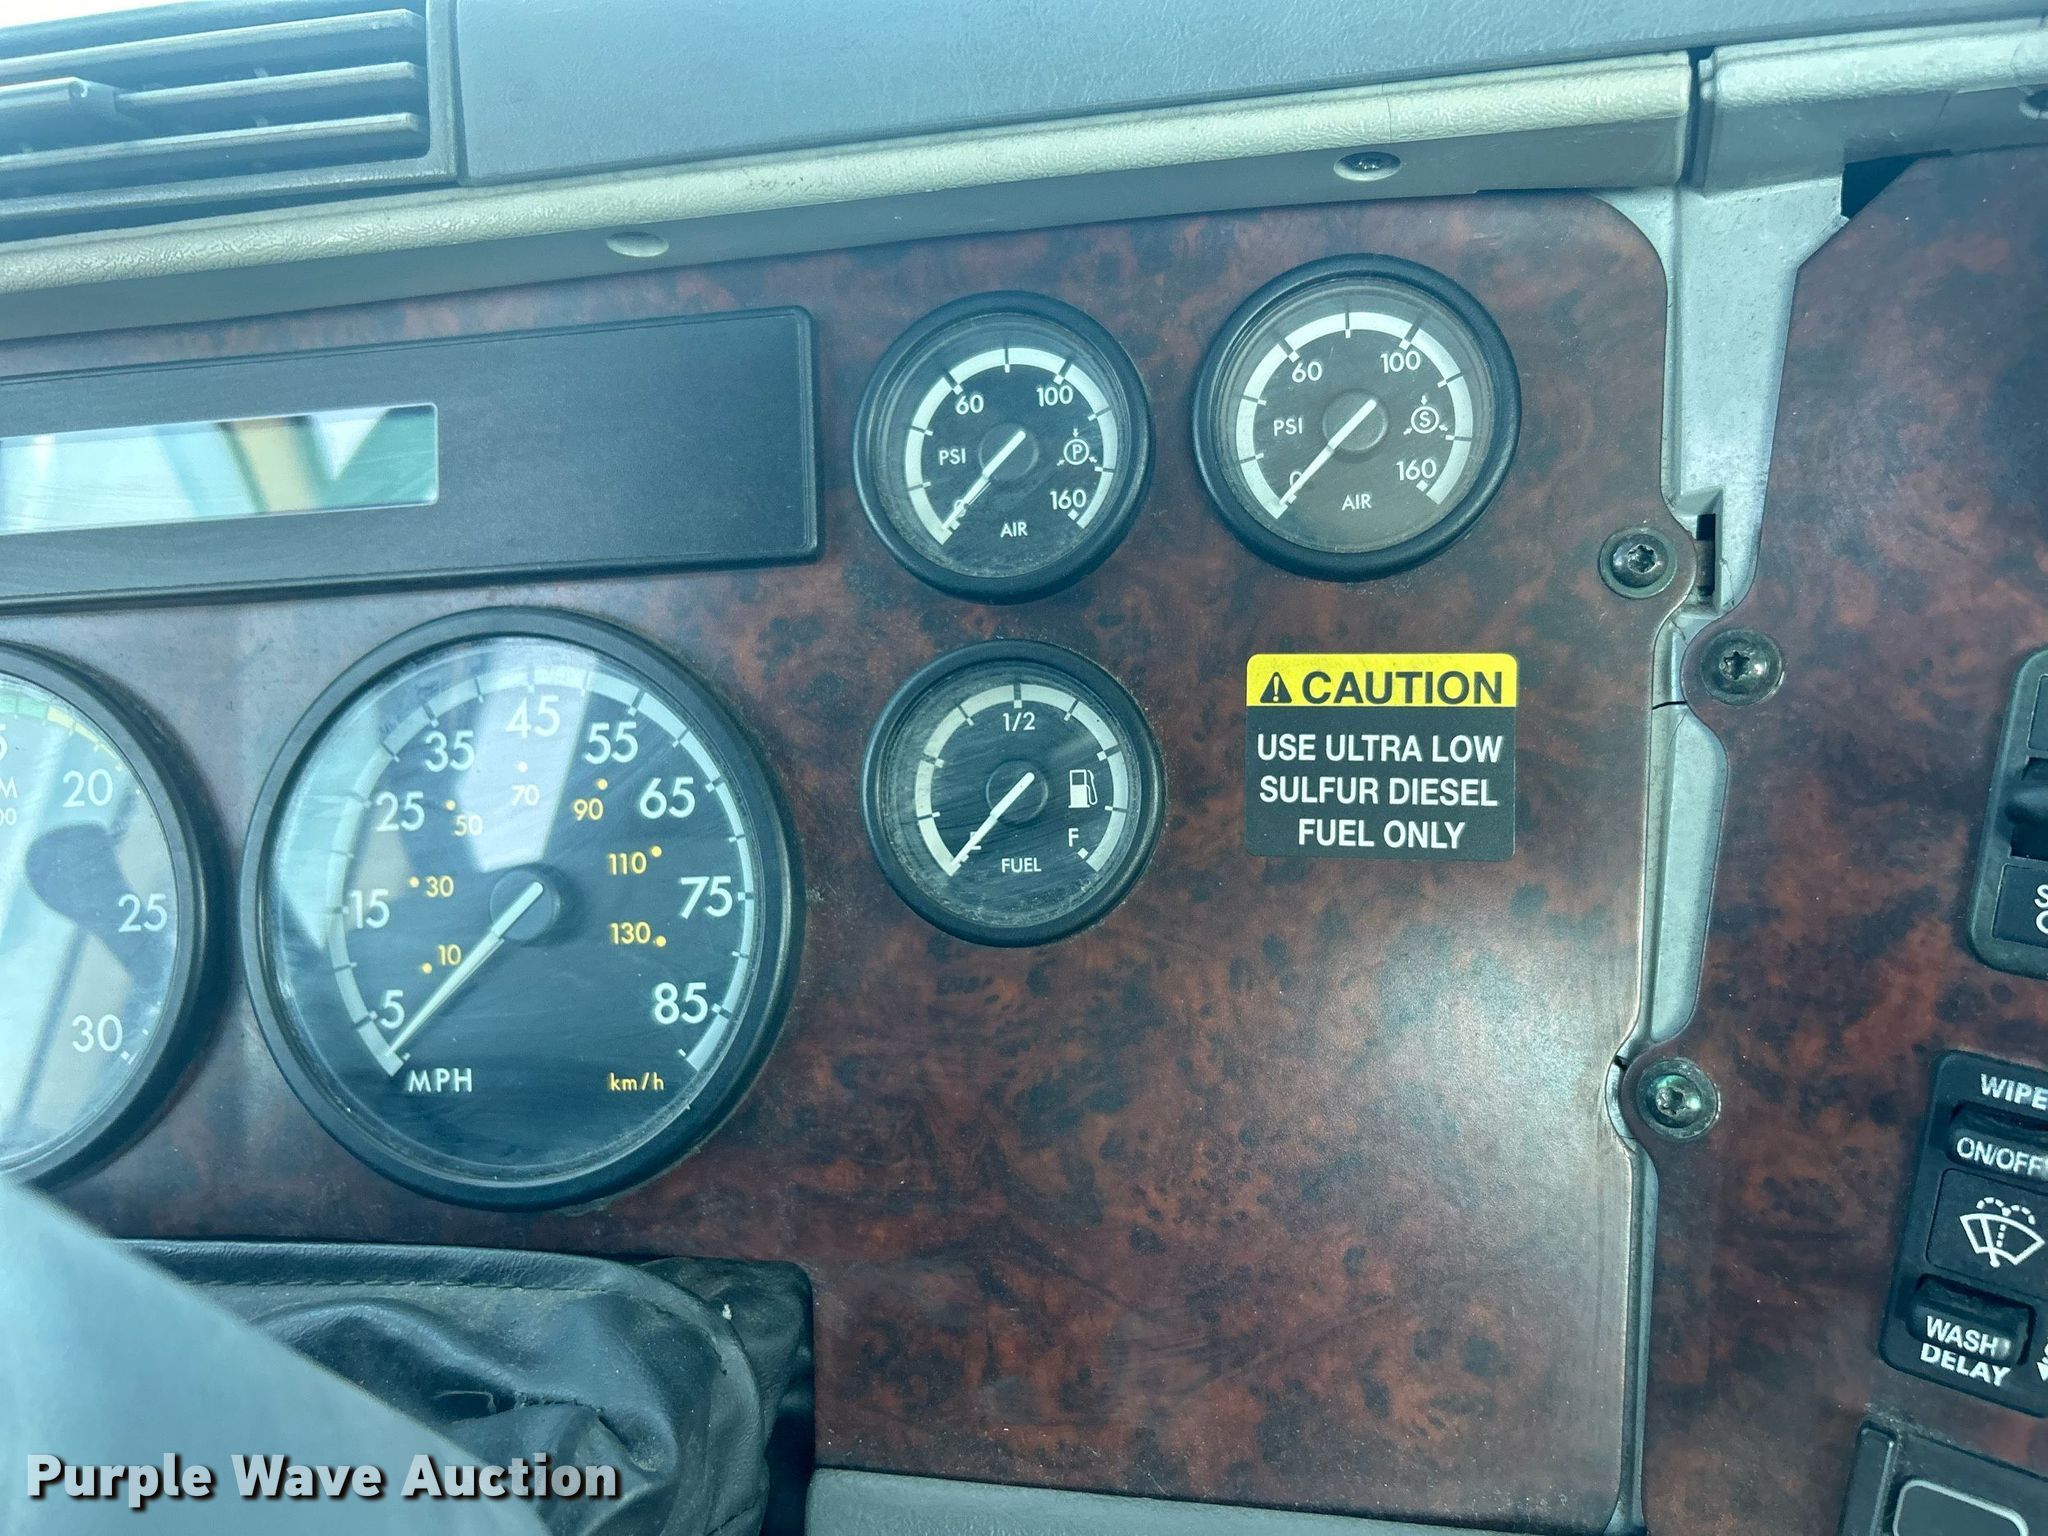 60
100
PSI
P
0
160
AIR
60
100
PSI
S
0
160
AIR
20
25
30
5
15
25
35
45
55
65
75
85
10
30
50
70
90
110
130
MPH
km/h
1/2
F
FUEL
CAUTION
USE ULTRA LOW
SULFUR DIESEL
FUEL ONLY
ON/OFF
WASH
DELAY
Purple Wave Auction